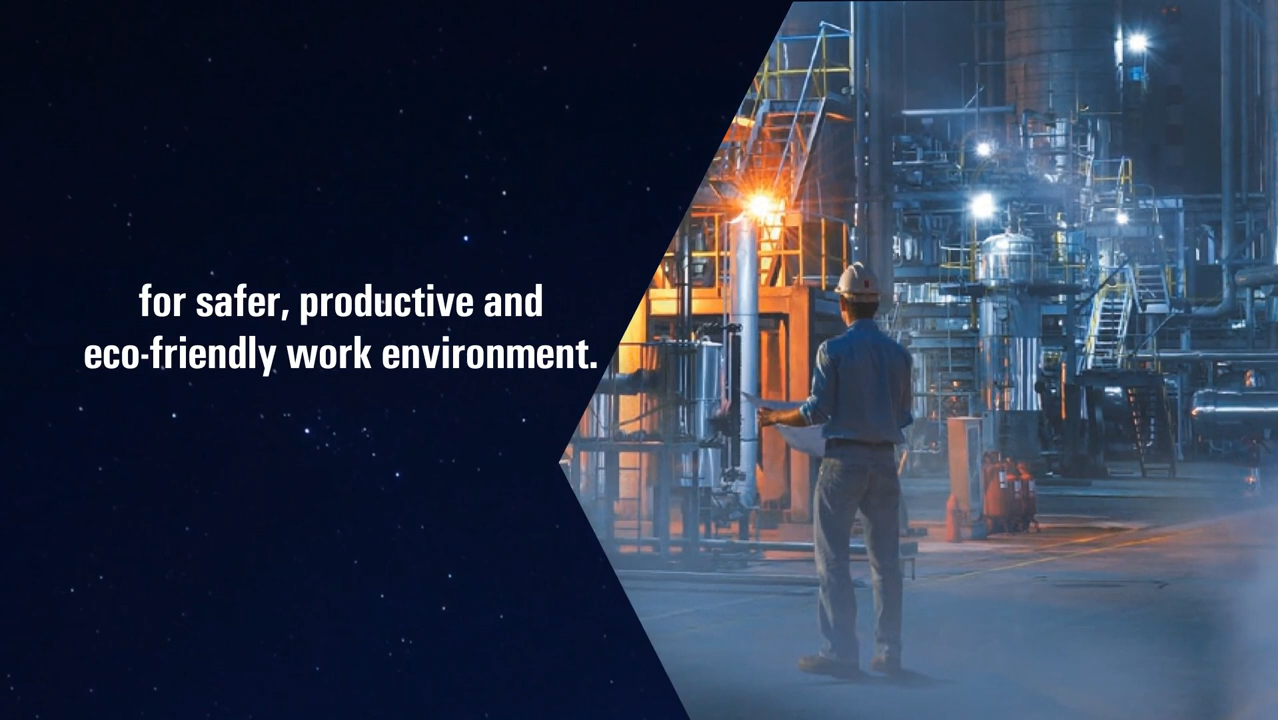 for safer, productive and
eco-friendly work environment.